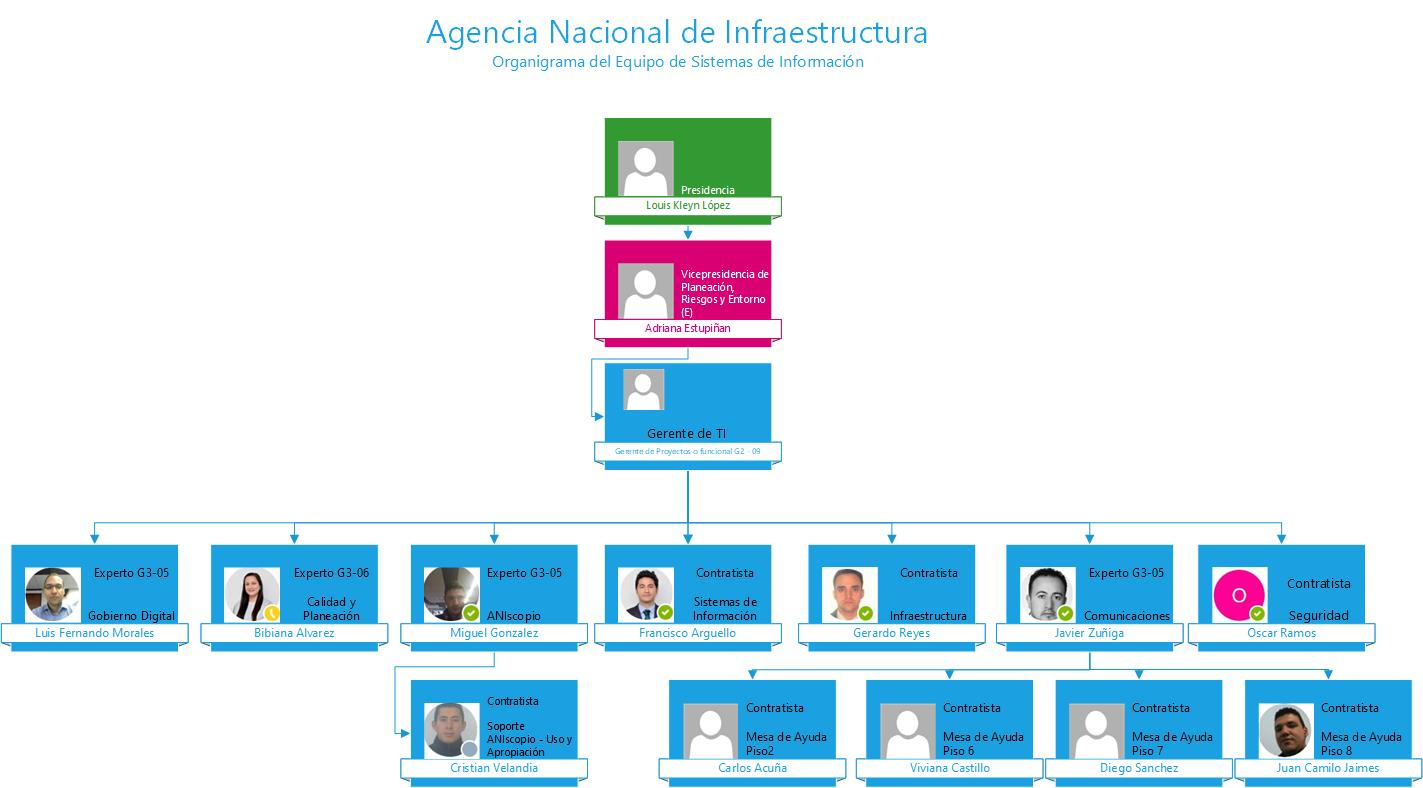 Agencia Nacional de Infraestructura
Organigrama del Equipo de Sistemas de Información
Presidencia
Louis Kleyn López
Vicepresidencia de
Planeación,
Riesgos y Entorno
(E)
Adriana Estupiñan
Gerente de TI
Gerente de Proyectos o funcional G2 - 09
Experto G3-05
Gobierno Digital
Luis Fernando Morales
Experto G3-06
Calidad y
Planeación
Bibiana Alvarez
Experto G3-05
ANIscopio
Miguel Gonzalez
Contratista
Sistemas de
Información
Francisco Arguello
Contratista
Infraestructura
Gerardo Reyes
Experto G3-05
Comunicaciones
Javier Zuñiga
O
Contratista
Seguridad
Oscar Ramos
Contratista
Soporte
ANIscopio - Uso y
Apropiación
Cristian Velandia
Contratista
Mesa de Ayuda
Piso2
Carlos Acuña
Contratista
Mesa de Ayuda
Piso 6
Viviana Castillo
Contratista
Mesa de Ayuda
Piso 7
Diego Sanchez
Contratista
Mesa de Ayuda
Piso 8
Juan Camilo Jaimes